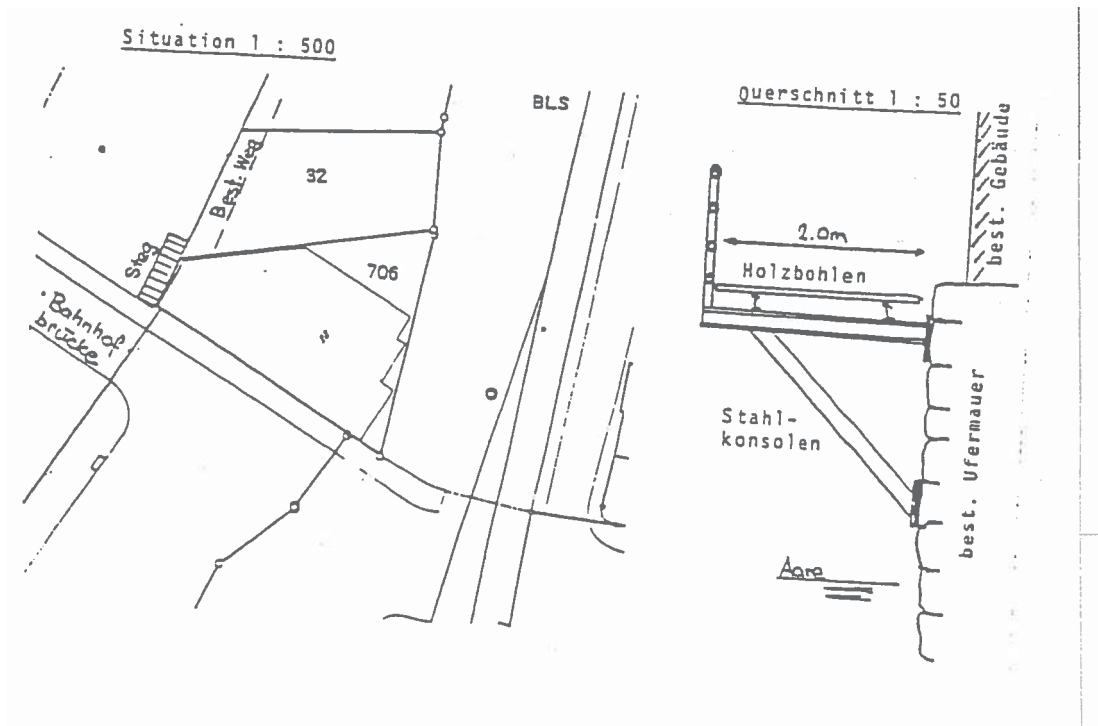 Situation 1 : 500
BLS
Best. Weg
32
Steg
706
Bahnhof
brücke
Querschnitt 1 : 50
best. Gebäude
2.0m
Holzbohlen
Stahl-
konsolen
best. Ufermauer
Aare